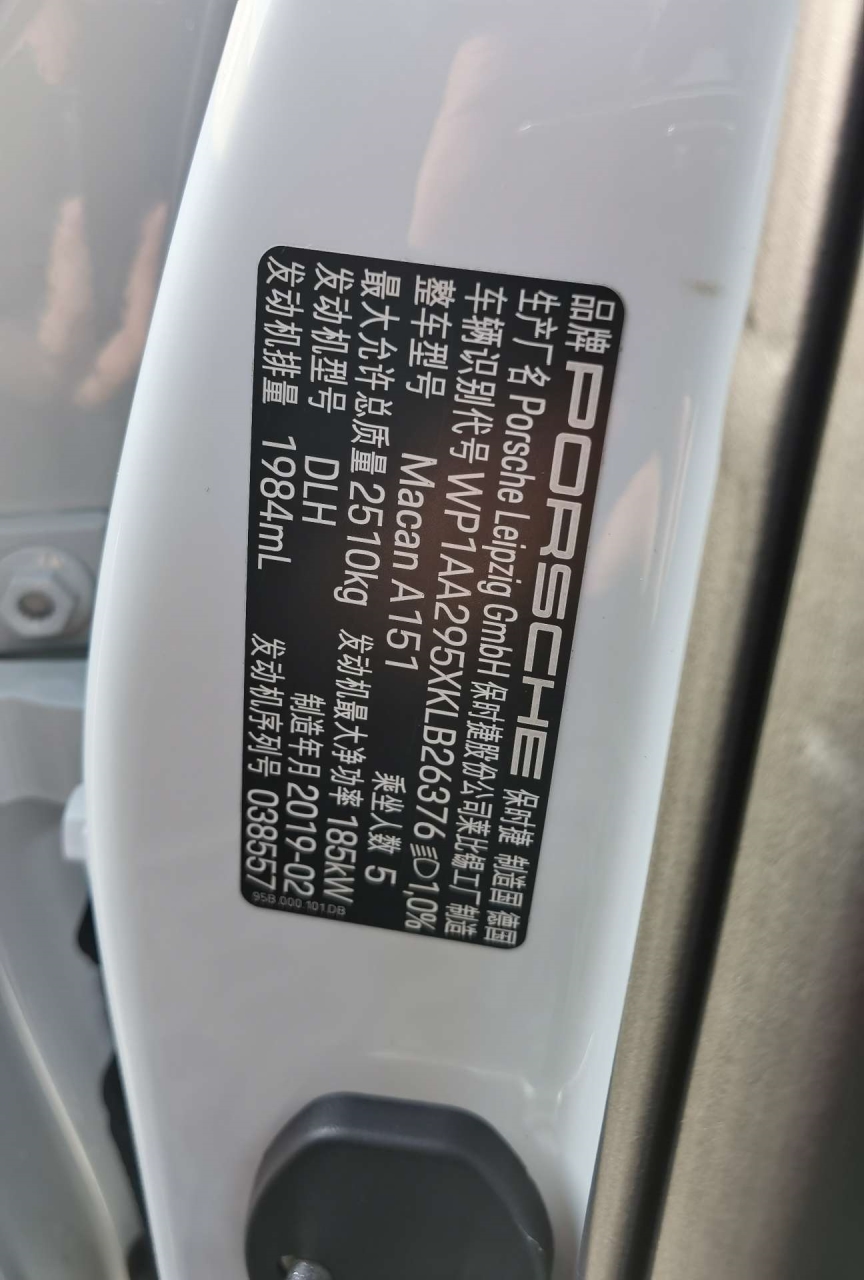 品牌 PORSCHE 保时捷 制造国 德国
生产厂名 Porsche Leipzig GmbH 保时捷股份公司莱比锡工厂制造
车辆识别代号 WP1AA295XKLB26376 1,0%
整车型号 Macan A151 乘坐人数 5
最大允许总质量 2510kg 发动机最大净功率 185kW
发动机型号 DLH 制造年月 2019-02
发动机排量 1984mL 发动机序列号 038557
95B.000.101.DB